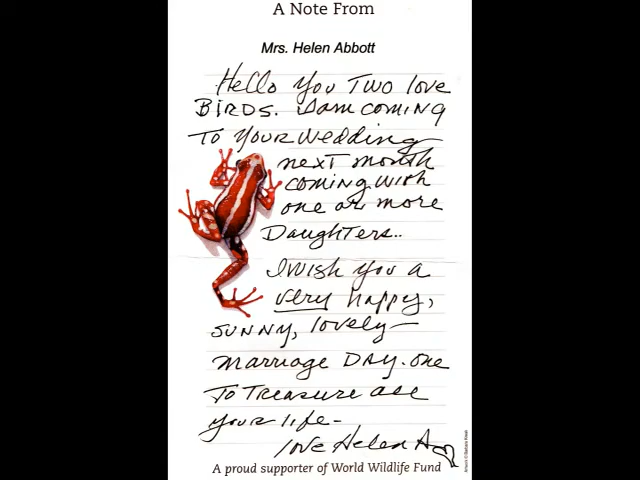 A Note From
Mrs. Helen Abbott
Hello You Two love
BIRDS. I am coming
To Your Wedding
next month
coming with
one or more
Daughters..
I Wish you a
very happy,
SUNNY, lovely—
marriage DAY. one
To Treasure all
your life—
love Helen A
A proud supporter of World Wildlife Fund